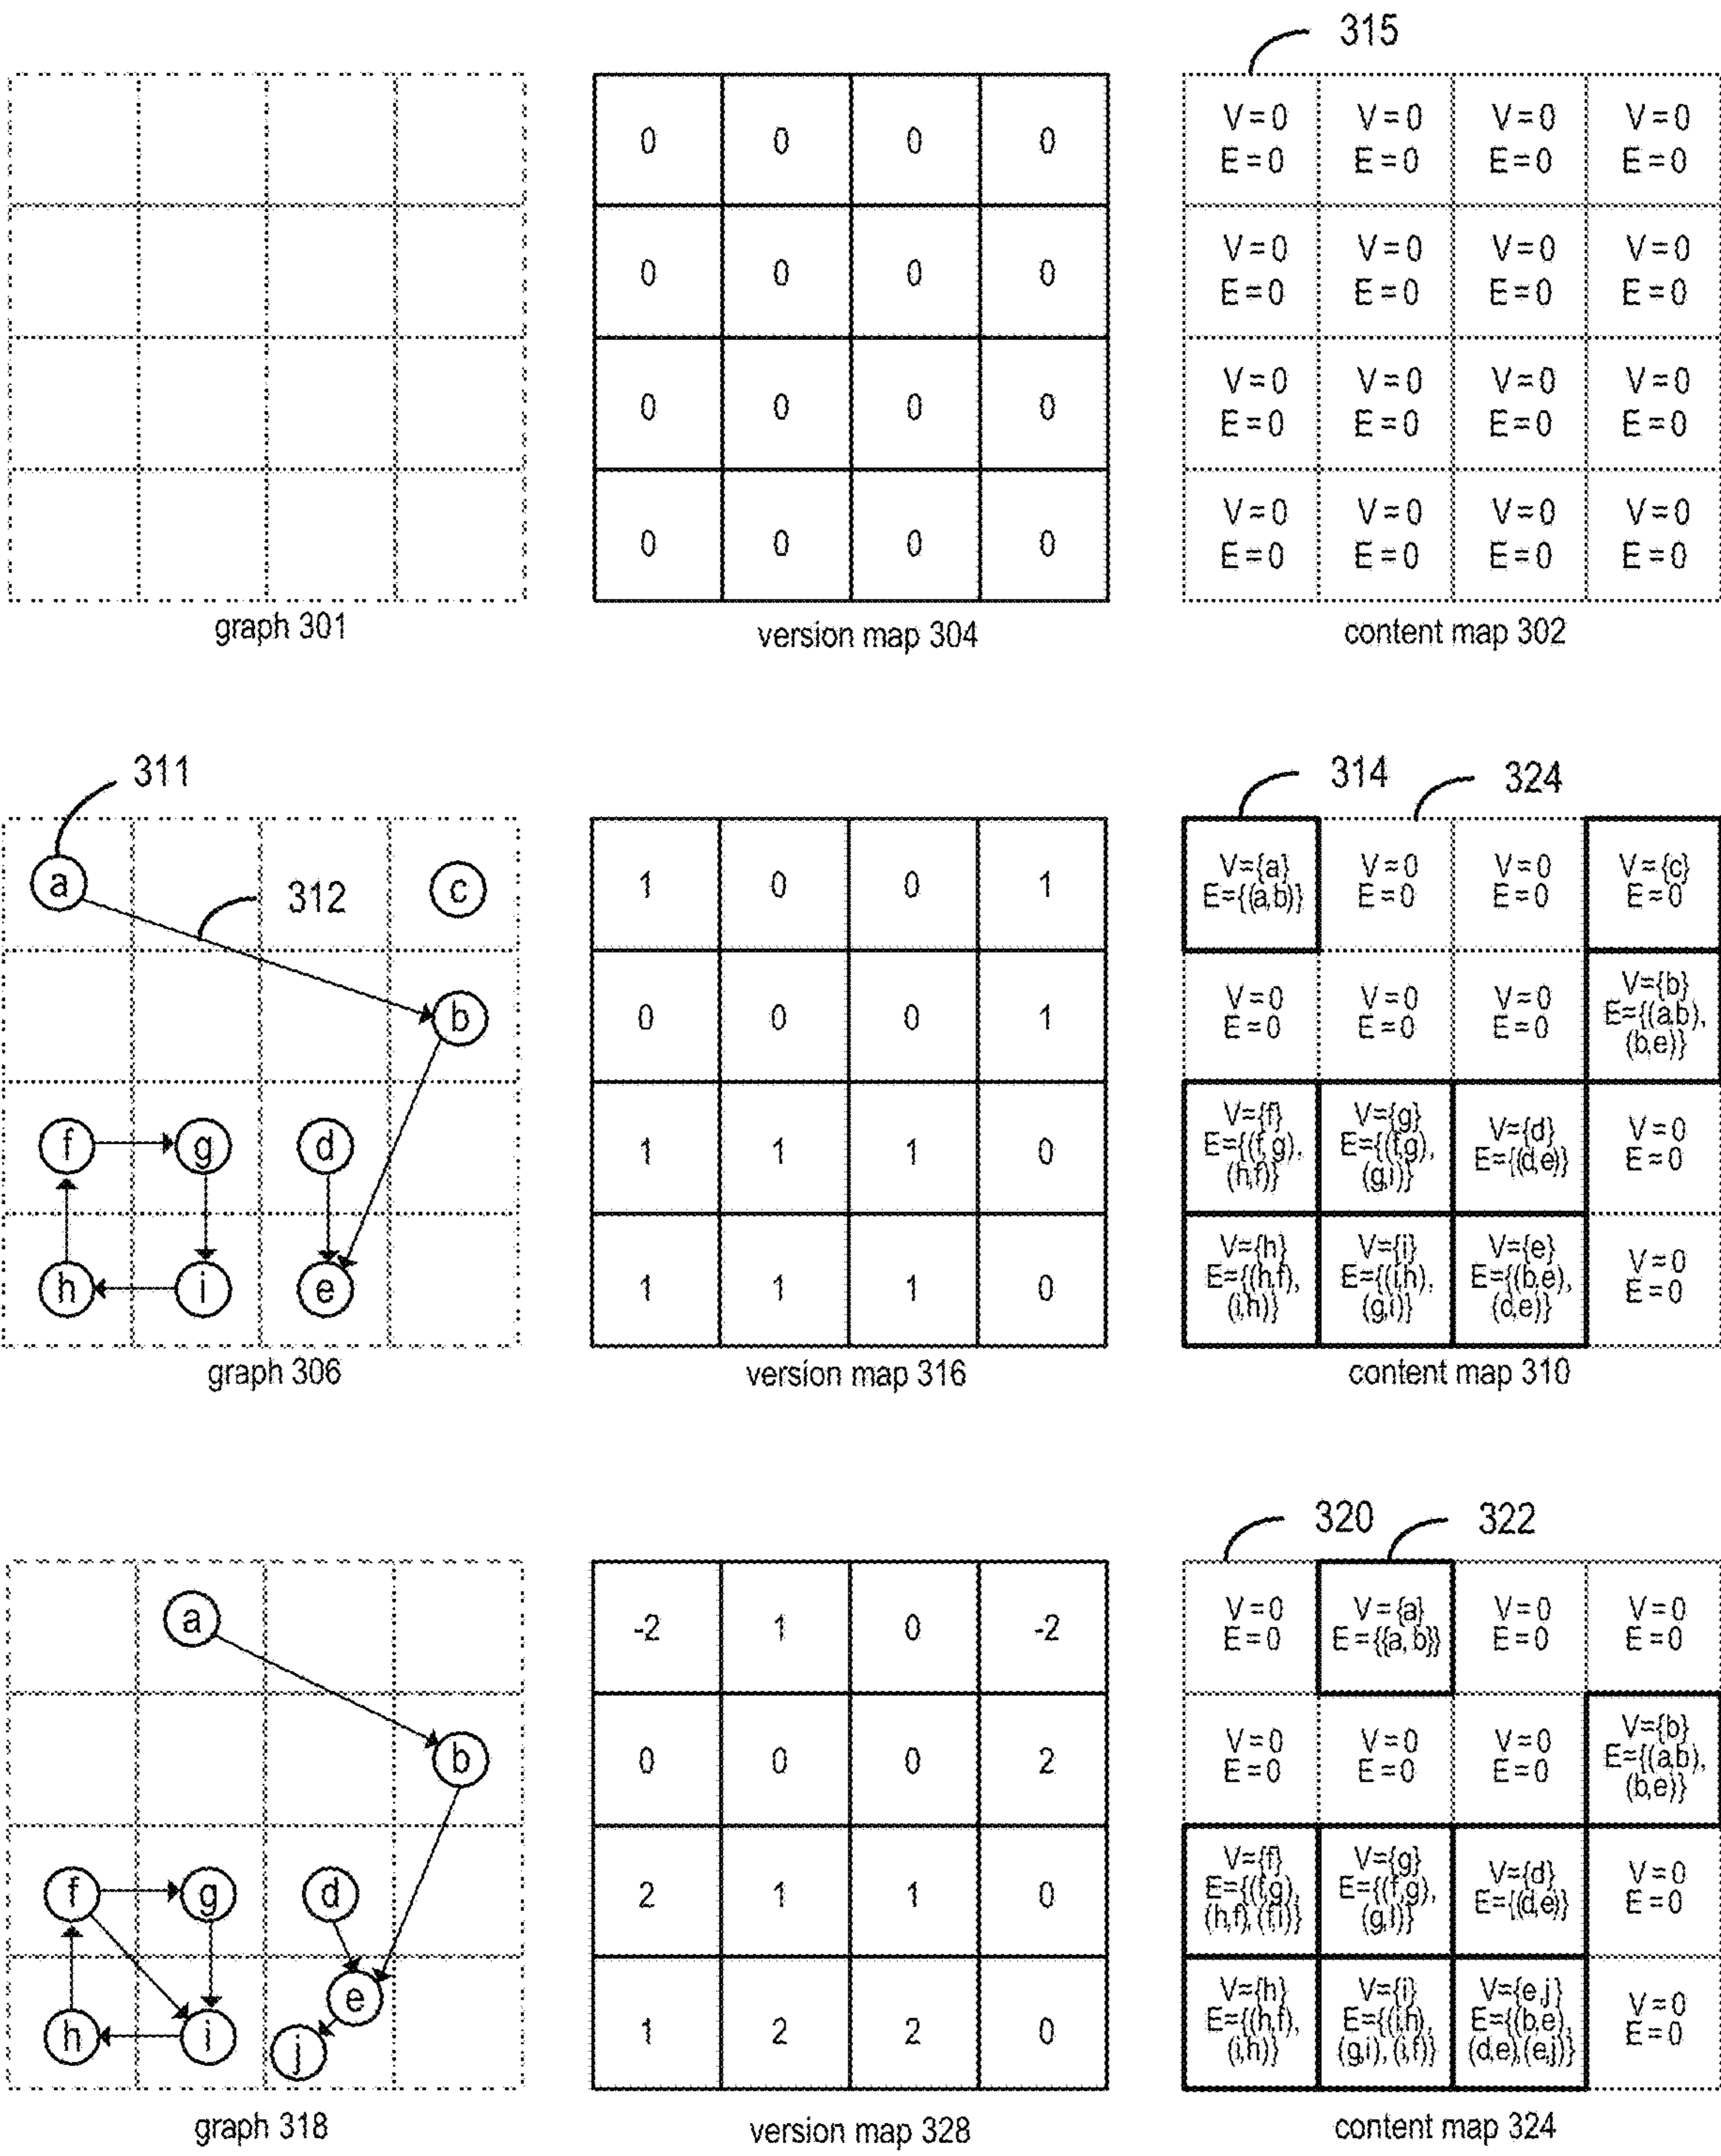 315
0 0 0 0
0 0 0 0
0 0 0 0
0 0 0 0
V=0 V=0 V=0 V=0
E=0 E=0 E=0 E=0
V=0 V=0 V=0 V=0
E=0 E=0 E=0 E=0
V=0 V=0 V=0 V=0
E=0 E=0 E=0 E=0
V=0 V=0 V=0 V=0
E=0 E=0 E=0 E=0
graph 301
version map 304
content map 302
311
312
a
c
b
f g d
h i e
1 0 0 1
0 0 0 1
1 1 1 0
1 1 1 0
314
324
V={a} V=0 V=0 V={c}
E={(a,b)} E=0 E=0 E=0
V=0 V=0 V=0 V={b}
E=0 E=0 E=0 E={(a,b),
(b,e)}
V={f} V={g} V={d} V=0
E={(f,g), E={(f,g), E={(d,e)} E=0
(h,f)} (g,i)}
V={h} V={i} V={e} V=0
E={(h,f), E={(i,h), E={(b,e), E=0
(i,h)} (g,i)} (d,e)}
graph 306
version map 316
content map 310
a
b
f g d
e
h i j
-2 1 0 -2
0 0 0 2
2 1 1 0
1 2 2 0
320
322
V=0 V={a} V=0 V=0
E=0 E={{a, b}} E=0 E=0
V=0 V=0 V=0 V={b}
E=0 E=0 E=0 E={(a,b),
(b,e)}
V={f} V={g} V={d} V=0
E={(f,g), E={(f,g), E={(d,e)} E=0
(h,f), (f,i)} (g,i)}
V={h} V={i} V={e,j} V=0
E={(h,f), E={(i,h), E={(b,e), E=0
(i,h)} (g,i), (i,f)} (d,e),(e,j)}
graph 318
version map 328
content map 324